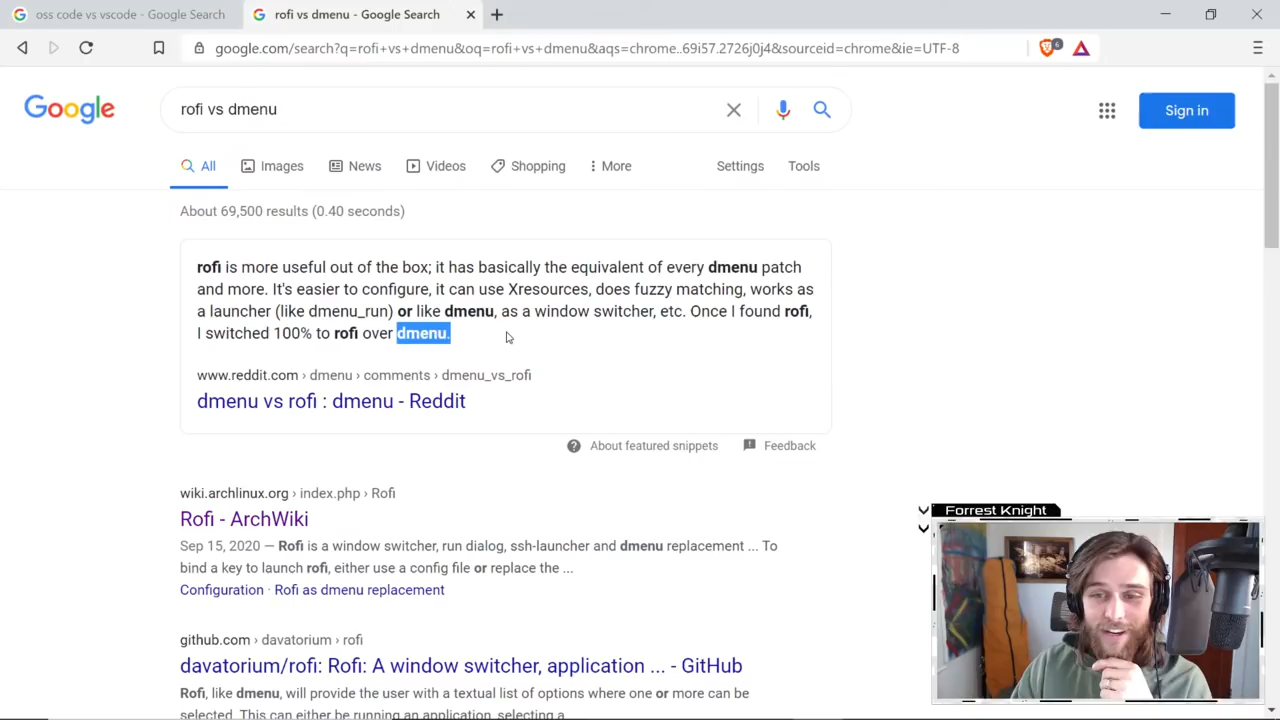 oss code vs vscode - Google Search
rofi vs dmenu - Google Search
google.com/search?q=rofi+vs+dmenu&oq=rofi+vs+dmenu&aqs=chrome..69i57.2726j0j4&sourceid=chrome&ie=UTF-8
6
Google
rofi vs dmenu
Sign in
All
Images
News
Videos
Shopping
More
Settings
Tools
About 69,500 results (0.40 seconds)
rofi is more useful out of the box; it has basically the equivalent of every dmenu patch
and more. It's easier to configure, it can use Xresources, does fuzzy matching, works as
a launcher (like dmenu_run) or like dmenu, as a window switcher, etc. Once I found rofi,
I switched 100% to rofi over dmenu.
www.reddit.com › dmenu › comments › dmenu_vs_rofi
dmenu vs rofi : dmenu - Reddit
About featured snippets
Feedback
wiki.archlinux.org › index.php › Rofi
Rofi - ArchWiki
Sep 15, 2020 — Rofi is a window switcher, run dialog, ssh-launcher and dmenu replacement ... To
bind a key to launch rofi, either use a config file or replace the ...
Configuration · Rofi as dmenu replacement
github.com › davatorium › rofi
davatorium/rofi: Rofi: A window switcher, application ... - GitHub
Rofi, like dmenu, will provide the user with a textual list of options where one or more can be
selected. This can either be running an application, selecting a
Forrest Knight